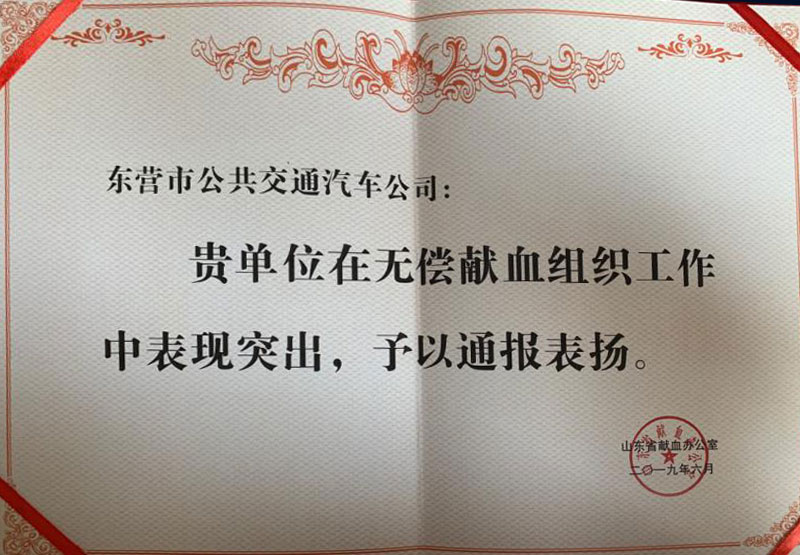 东营市公共交通汽车公司:
贵单位在无偿献血组织工作
中表现突出，予以通报表扬。
山东省献血办公室
二〇一九年六月